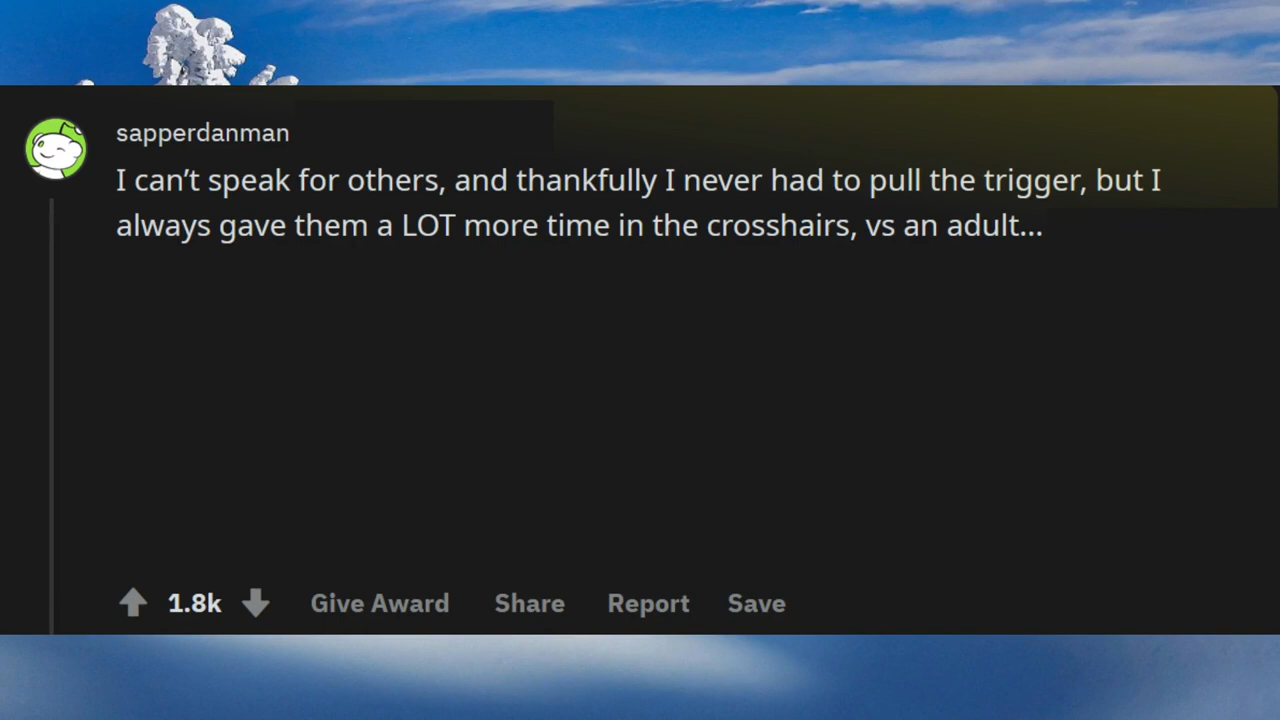 sapperdanman
I can’t speak for others, and thankfully I never had to pull the trigger, but I
always gave them a LOT more time in the crosshairs, vs an adult...
1.8k Give Award Share Report Save